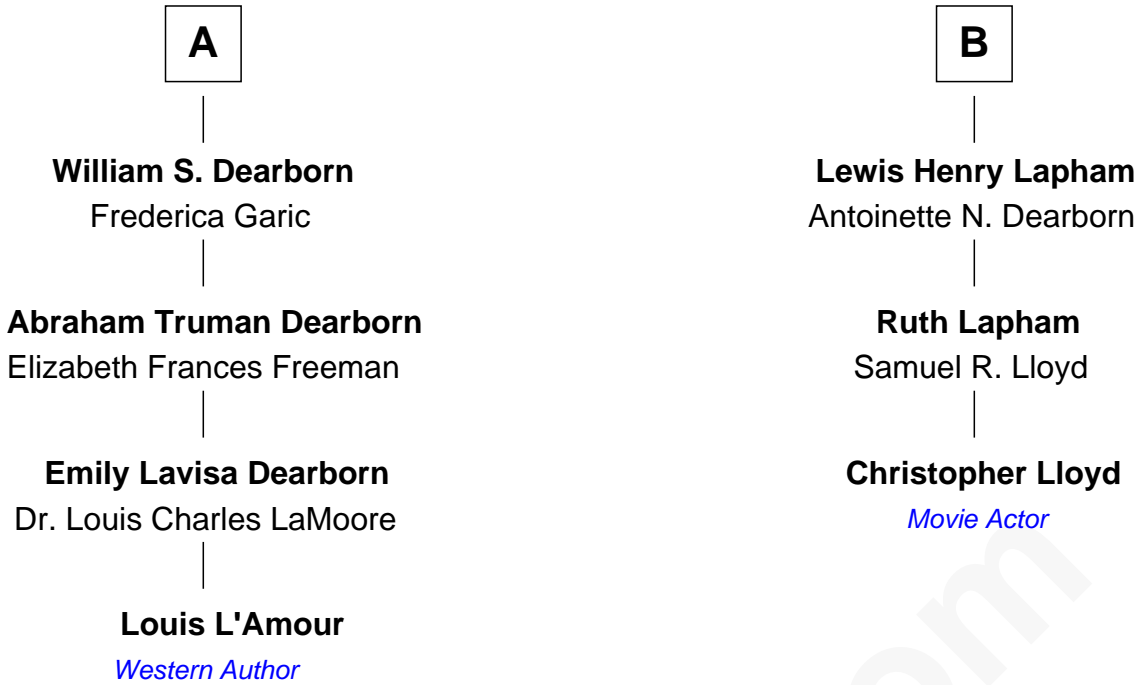 A
William S. Dearborn
Frederica Garic
Abraham Truman Dearborn
Elizabeth Frances Freeman
Emily Lavisa Dearborn
Dr. Louis Charles LaMoore
Louis L'Amour
Western Author
B
Lewis Henry Lapham
Antoinette N. Dearborn
Ruth Lapham
Samuel R. Lloyd
Christopher Lloyd
Movie Actor
om